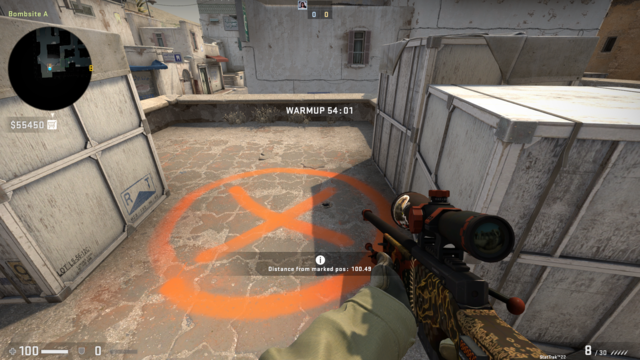 Bombsite A
0 0
B
WARMUP 54:01
$55450
R T
Distance from marked pos: 100.49
100
0
8 / 30